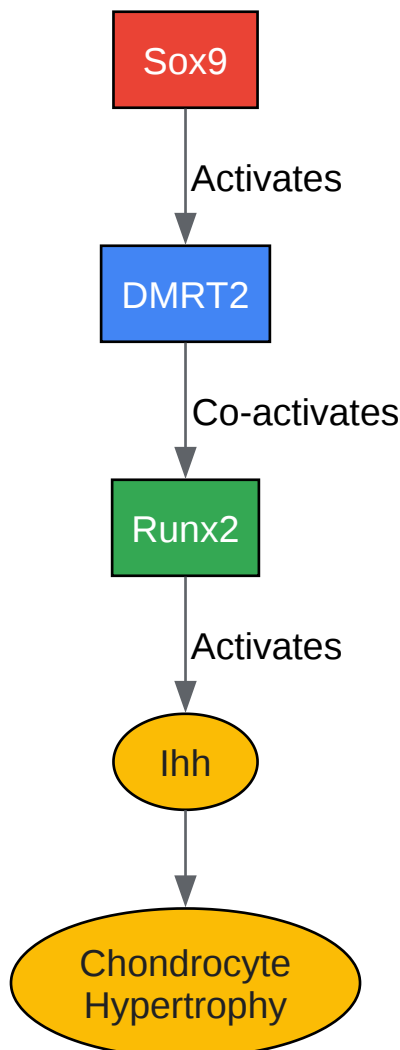 Sox9
Activates
DMRT2
Co-activates
Runx2
Activates
Ihh
Chondrocyte
Hypertrophy